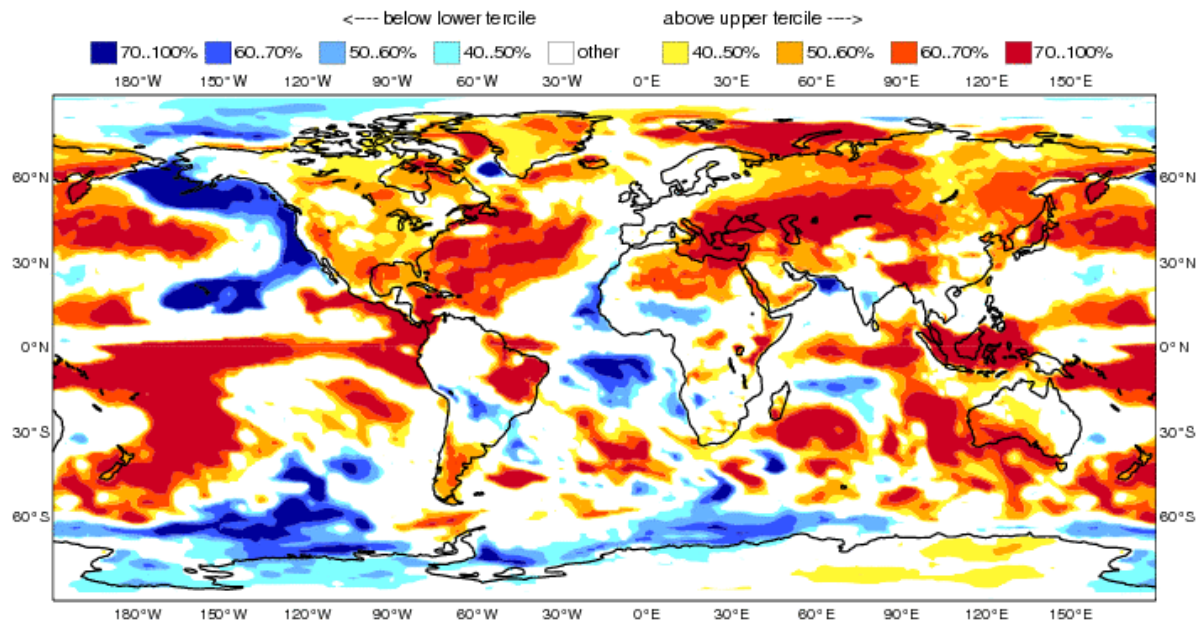 <---- below lower tercile above upper tercile ---->
70..100% 60..70% 50..60% 40..50% other 40..50% 50..60% 60..70% 70..100%
180°W 150°W 120°W 90°W 60°W 30°W 0°E 30°E 60°E 90°E 120°E 150°E
60°N 60°N
30°N 30°N
0°N 0°N
30°S 30°S
60°S 60°S
180°W 150°W 120°W 90°W 60°W 30°W 0°E 30°E 60°E 90°E 120°E 150°E